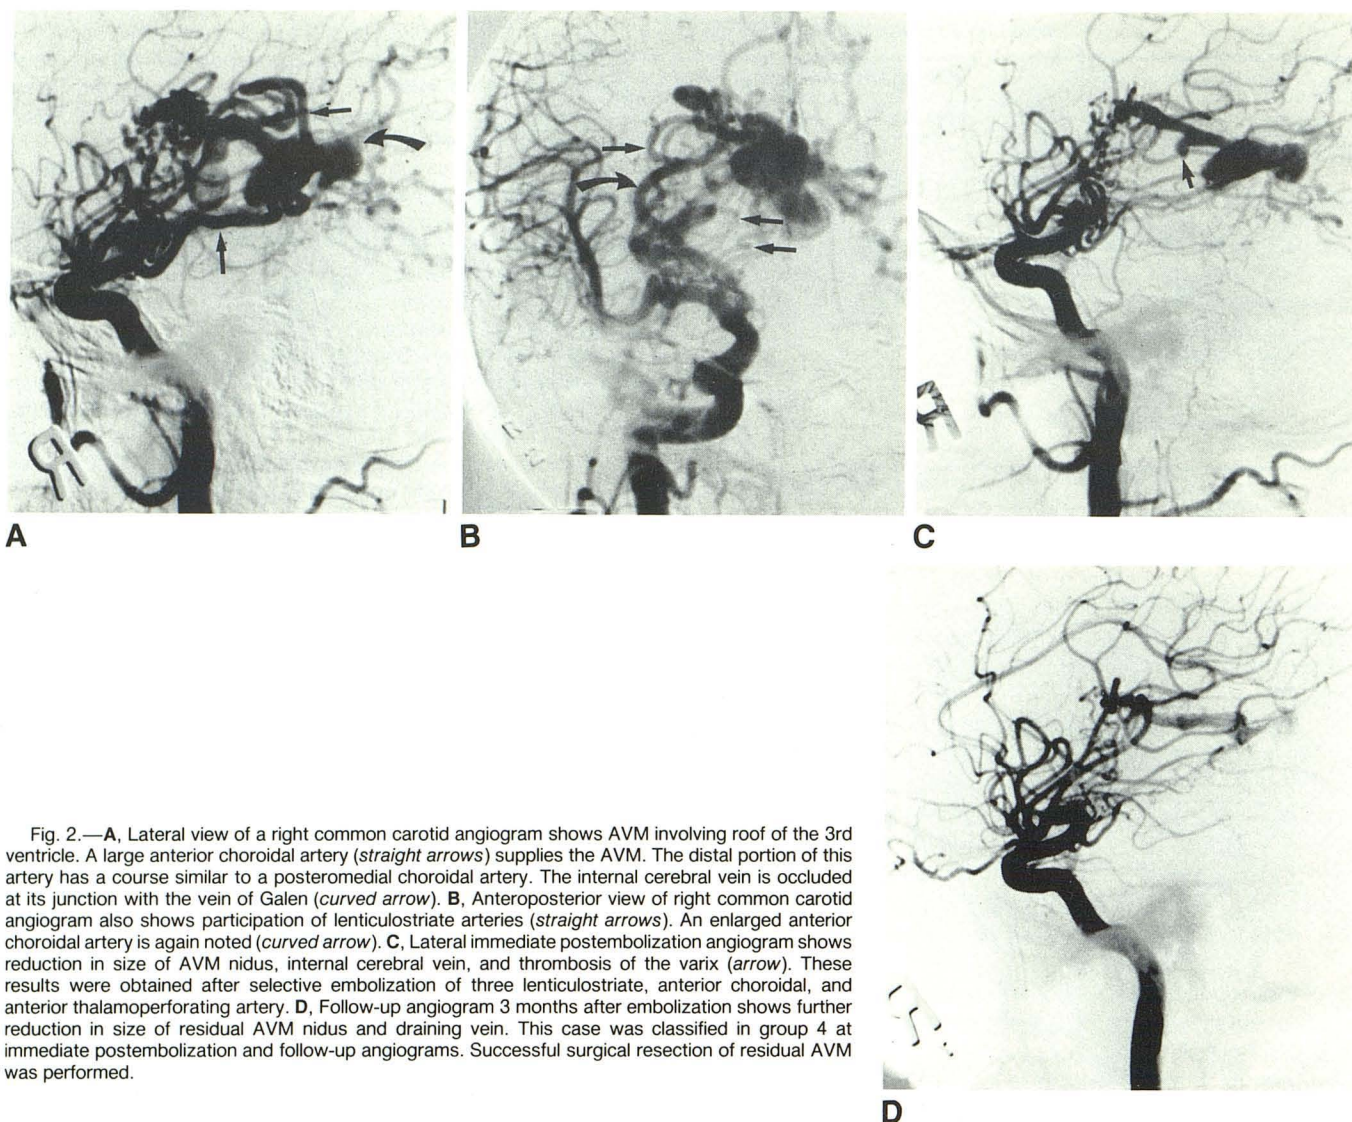 A
B
C
Fig. 2.—A, Lateral view of a right common carotid angiogram shows AVM involving roof of the 3rd
ventricle. A large anterior choroidal artery (straight arrows) supplies the AVM. The distal portion of this
artery has a course similar to a posteromedial choroidal artery. The internal cerebral vein is occluded
at its junction with the vein of Galen (curved arrow). B, Anteroposterior view of right common carotid
angiogram also shows participation of lenticulostriate arteries (straight arrows). An enlarged anterior
choroidal artery is again noted (curved arrow). C, Lateral immediate postembolization angiogram shows
reduction in size of AVM nidus, internal cerebral vein, and thrombosis of the varix (arrow). These
results were obtained after selective embolization of three lenticulostriate, anterior choroidal, and
anterior thalamoperforating artery. D, Follow-up angiogram 3 months after embolization shows further
reduction in size of residual AVM nidus and draining vein. This case was classified in group 4 at
immediate postembolization and follow-up angiograms. Successful surgical resection of residual AVM
was performed.
D